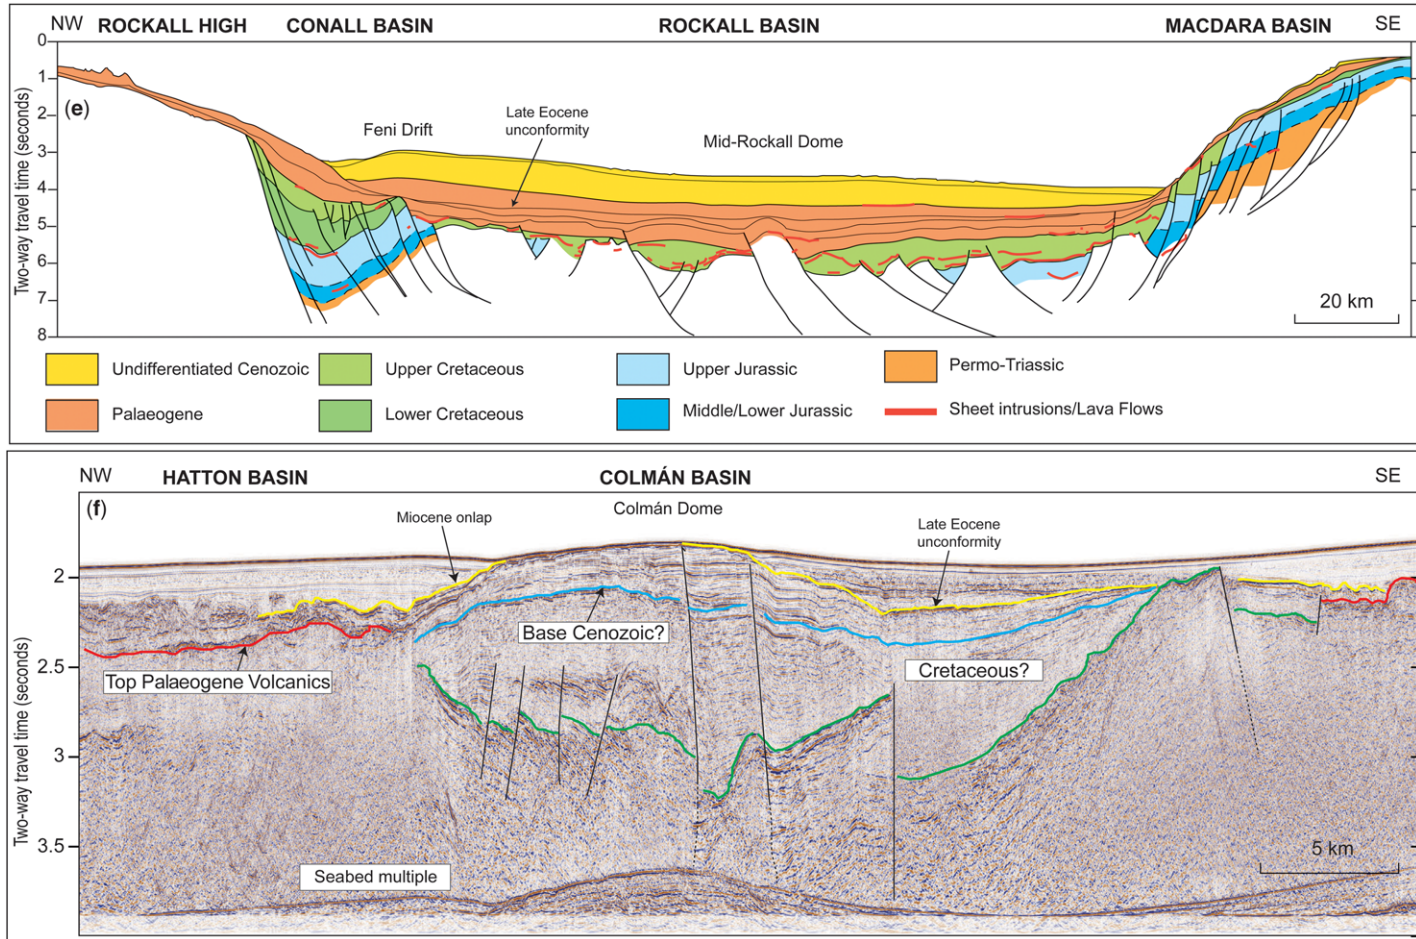 NW ROCKALL HIGH CONALL BASIN ROCKALL BASIN MACDARA BASIN SE
0
1
2
3
4
5
6
7
8
Two-way travel time (seconds)
(e)
Feni Drift
Late Eocene
unconformity
Mid-Rockall Dome
20 km
Undifferentiated Cenozoic
Upper Cretaceous
Upper Jurassic
Permo-Triassic
Palaeogene
Lower Cretaceous
Middle/Lower Jurassic
Sheet intrusions/Lava Flows
NW HATTON BASIN COLMÁN BASIN SE
(f)
Colmán Dome
Miocene onlap
Late Eocene
unconformity
2
2.5
3
3.5
Two-way travel time (seconds)
Base Cenozoic?
Top Palaeogene Volcanics
Cretaceous?
5 km
Seabed multiple